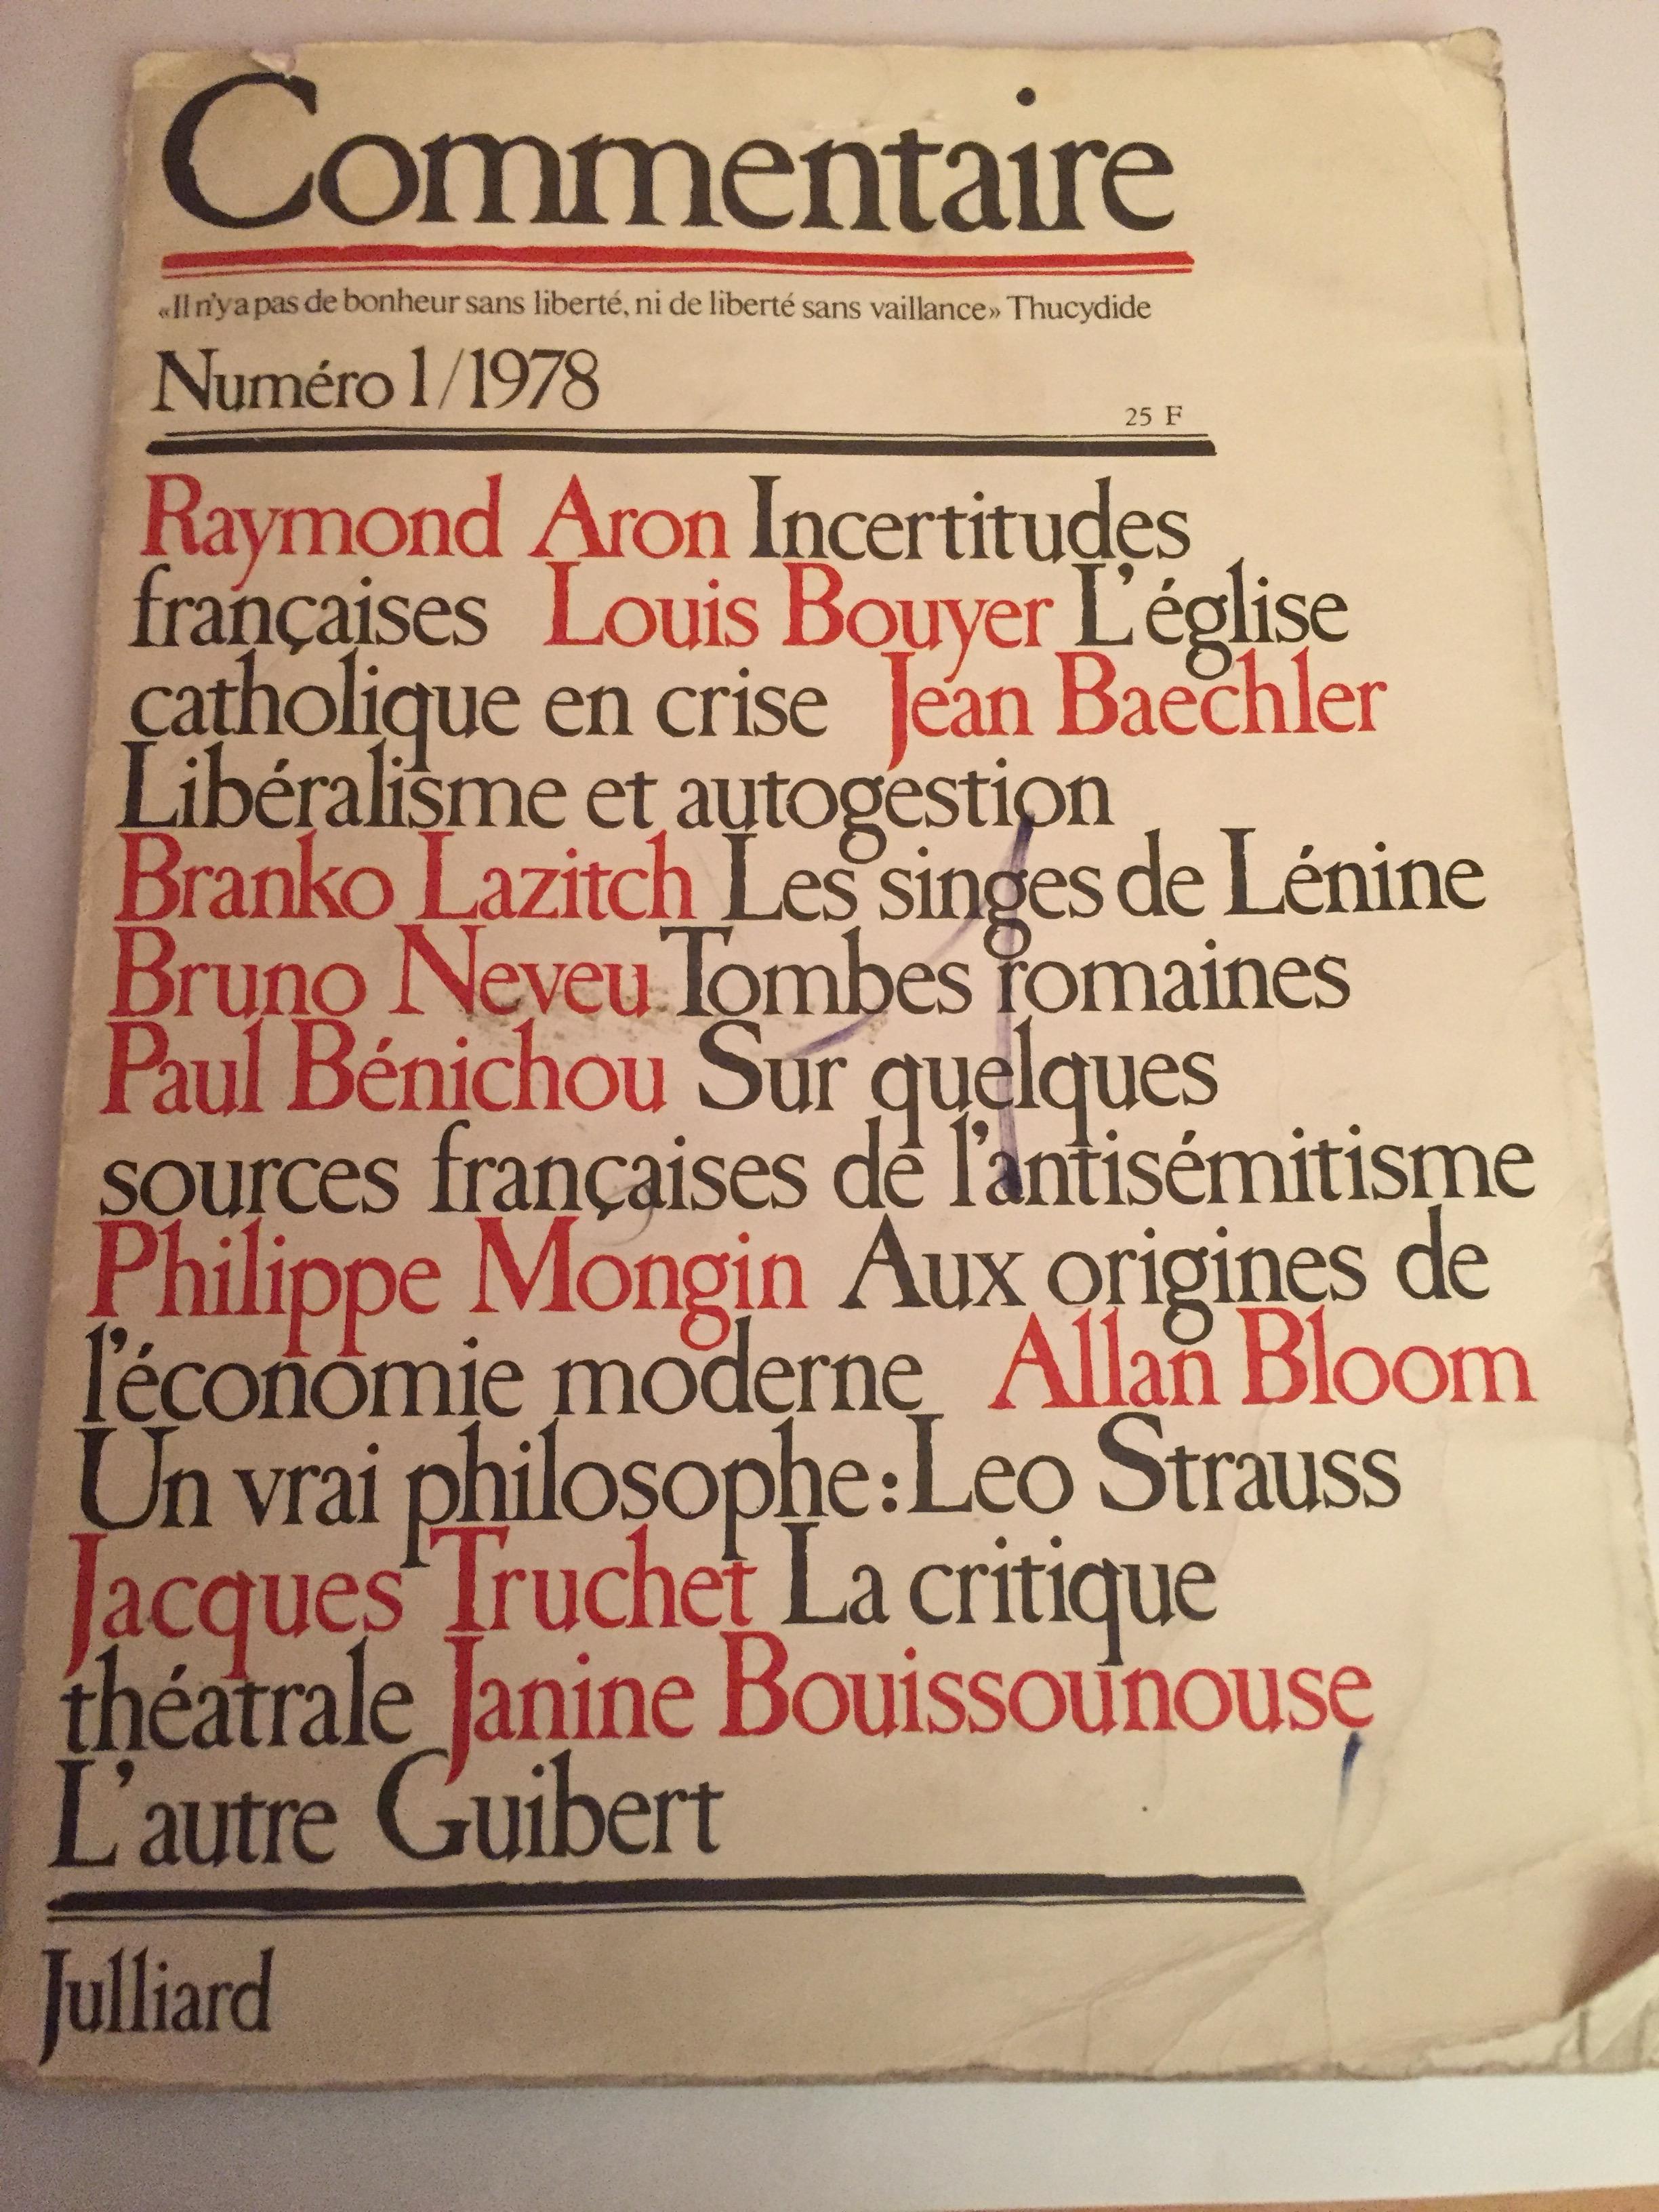 Commentaire
«Il n'y a pas de bonheur sans liberté, ni de liberté sans vaillance» Thucydide
Numéro 1/1978
25 F
Raymond Aron Incertitudes
françaises Louis Bouyer L'église
catholique en crise Jean Baechler
Libéralisme et autogestion
Branko Lazitch Les singes de Lénine
Bruno Neveu Tombes romaines
Paul Bénichou Sur quelques
sources françaises de l'antisémitisme
Philippe Mongin Aux origines de
l'économie moderne Allan Bloom
Un vrai philosophe: Leo Strauss
Jacques Truchet La critique
théatrale Janine Bouissounouse
L'autre Guibert
Julliard